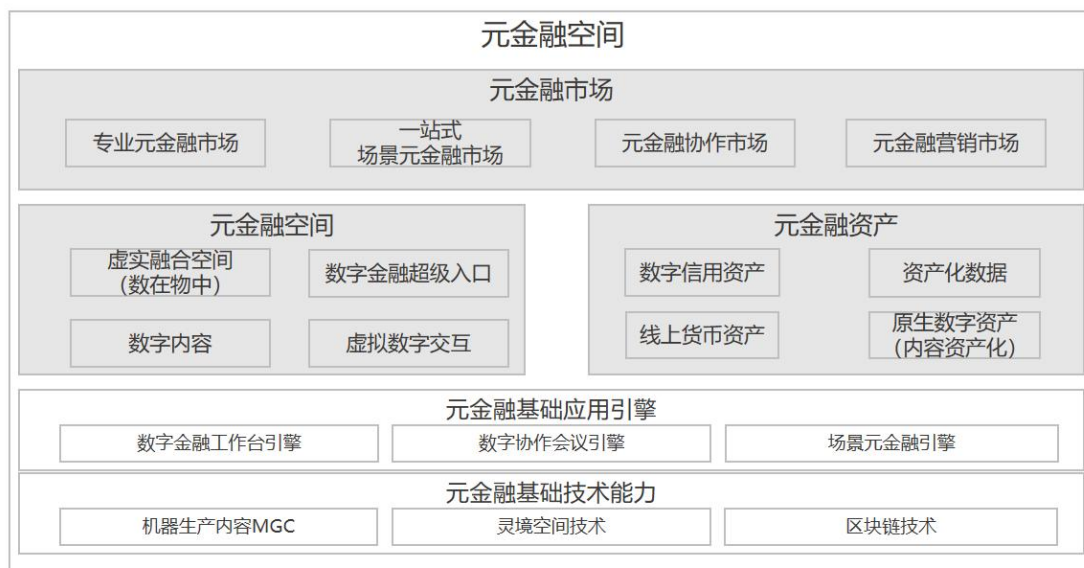 元金融空间
元金融市场
专业元金融市场
一站式
场景元金融市场
元金融协作市场
元金融营销市场
元金融空间
虚实融合空间
（数在物中）
数字金融超级入口
数字内容
虚拟数字交互
元金融资产
数字信用资产
资产化数据
线上货币资产
原生数字资产
（内容资产化）
元金融基础应用引擎
数字金融工作台引擎
数字协作会议引擎
场景元金融引擎
元金融基础技术能力
机器生产内容MGC
灵境空间技术
区块链技术